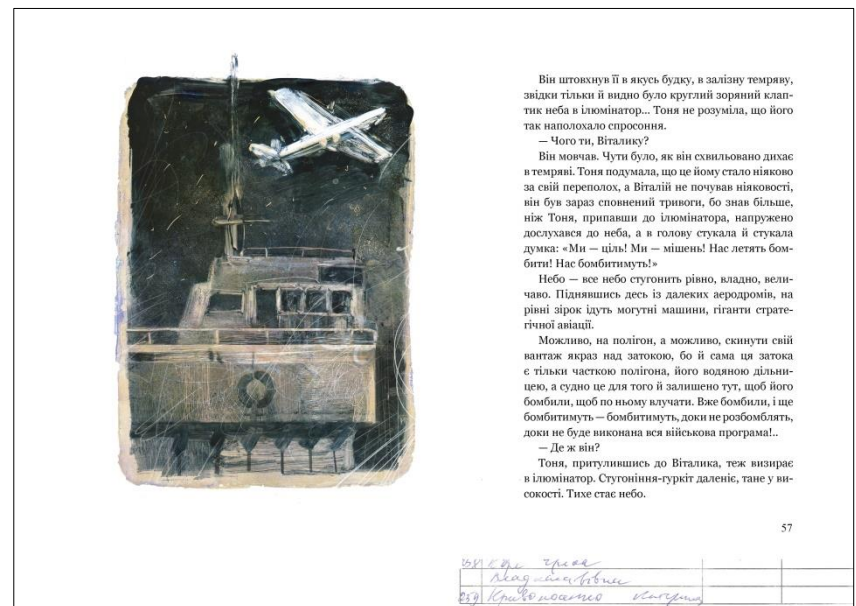 Він штовхнув її в якусь будку, в залізну темряву,
звідки тільки й видно було круглий зоряний клап-
тик неба в ілюмінатор... Тоня не розуміла, що його
так наполохало спросоння.
— Чого ти, Віталику?
Він мовчав. Чути було, як він схвильовано дихає
в темряві. Тоня подумала, що це йому стало ніяково
за свій переполох, а Віталій не почував ніяковості,
він був зараз сповнений тривоги, бо знав більше,
ніж Тоня, припавши до ілюмінатора, напружено
дослухався до неба, а в голову стукала й стукала
думка: «Ми — ціль! Ми — мішень! Нас летять бом-
бити! Нас бомбитимуть!»
Небо — все небо стугонить рівно, владно, вели-
чаво. Піднявшись десь із далеких аеродромів, на
рівні зірок ідуть могутні машини, гіганти страте-
гічної авіації.
Можливо, на полігон, а можливо, скинути свій
вантаж якраз над затокою, бо й сама ця затока
є тільки часткою полігона, його водяною дільни-
цею, а судно це для того й залишено тут, щоб його
бомбили, щоб по ньому влучати. Вже бомбили, і ще
бомбитимуть — бомбитимуть, доки не розбомблять,
доки не буде виконана вся військова програма!..
— Де ж він?
Тоня, притулившись до Віталика, теж визирає
в ілюмінатор. Стугоніння-гуркіт даленіє, тане у ви-
сокості. Тихе стає небо.
57
259